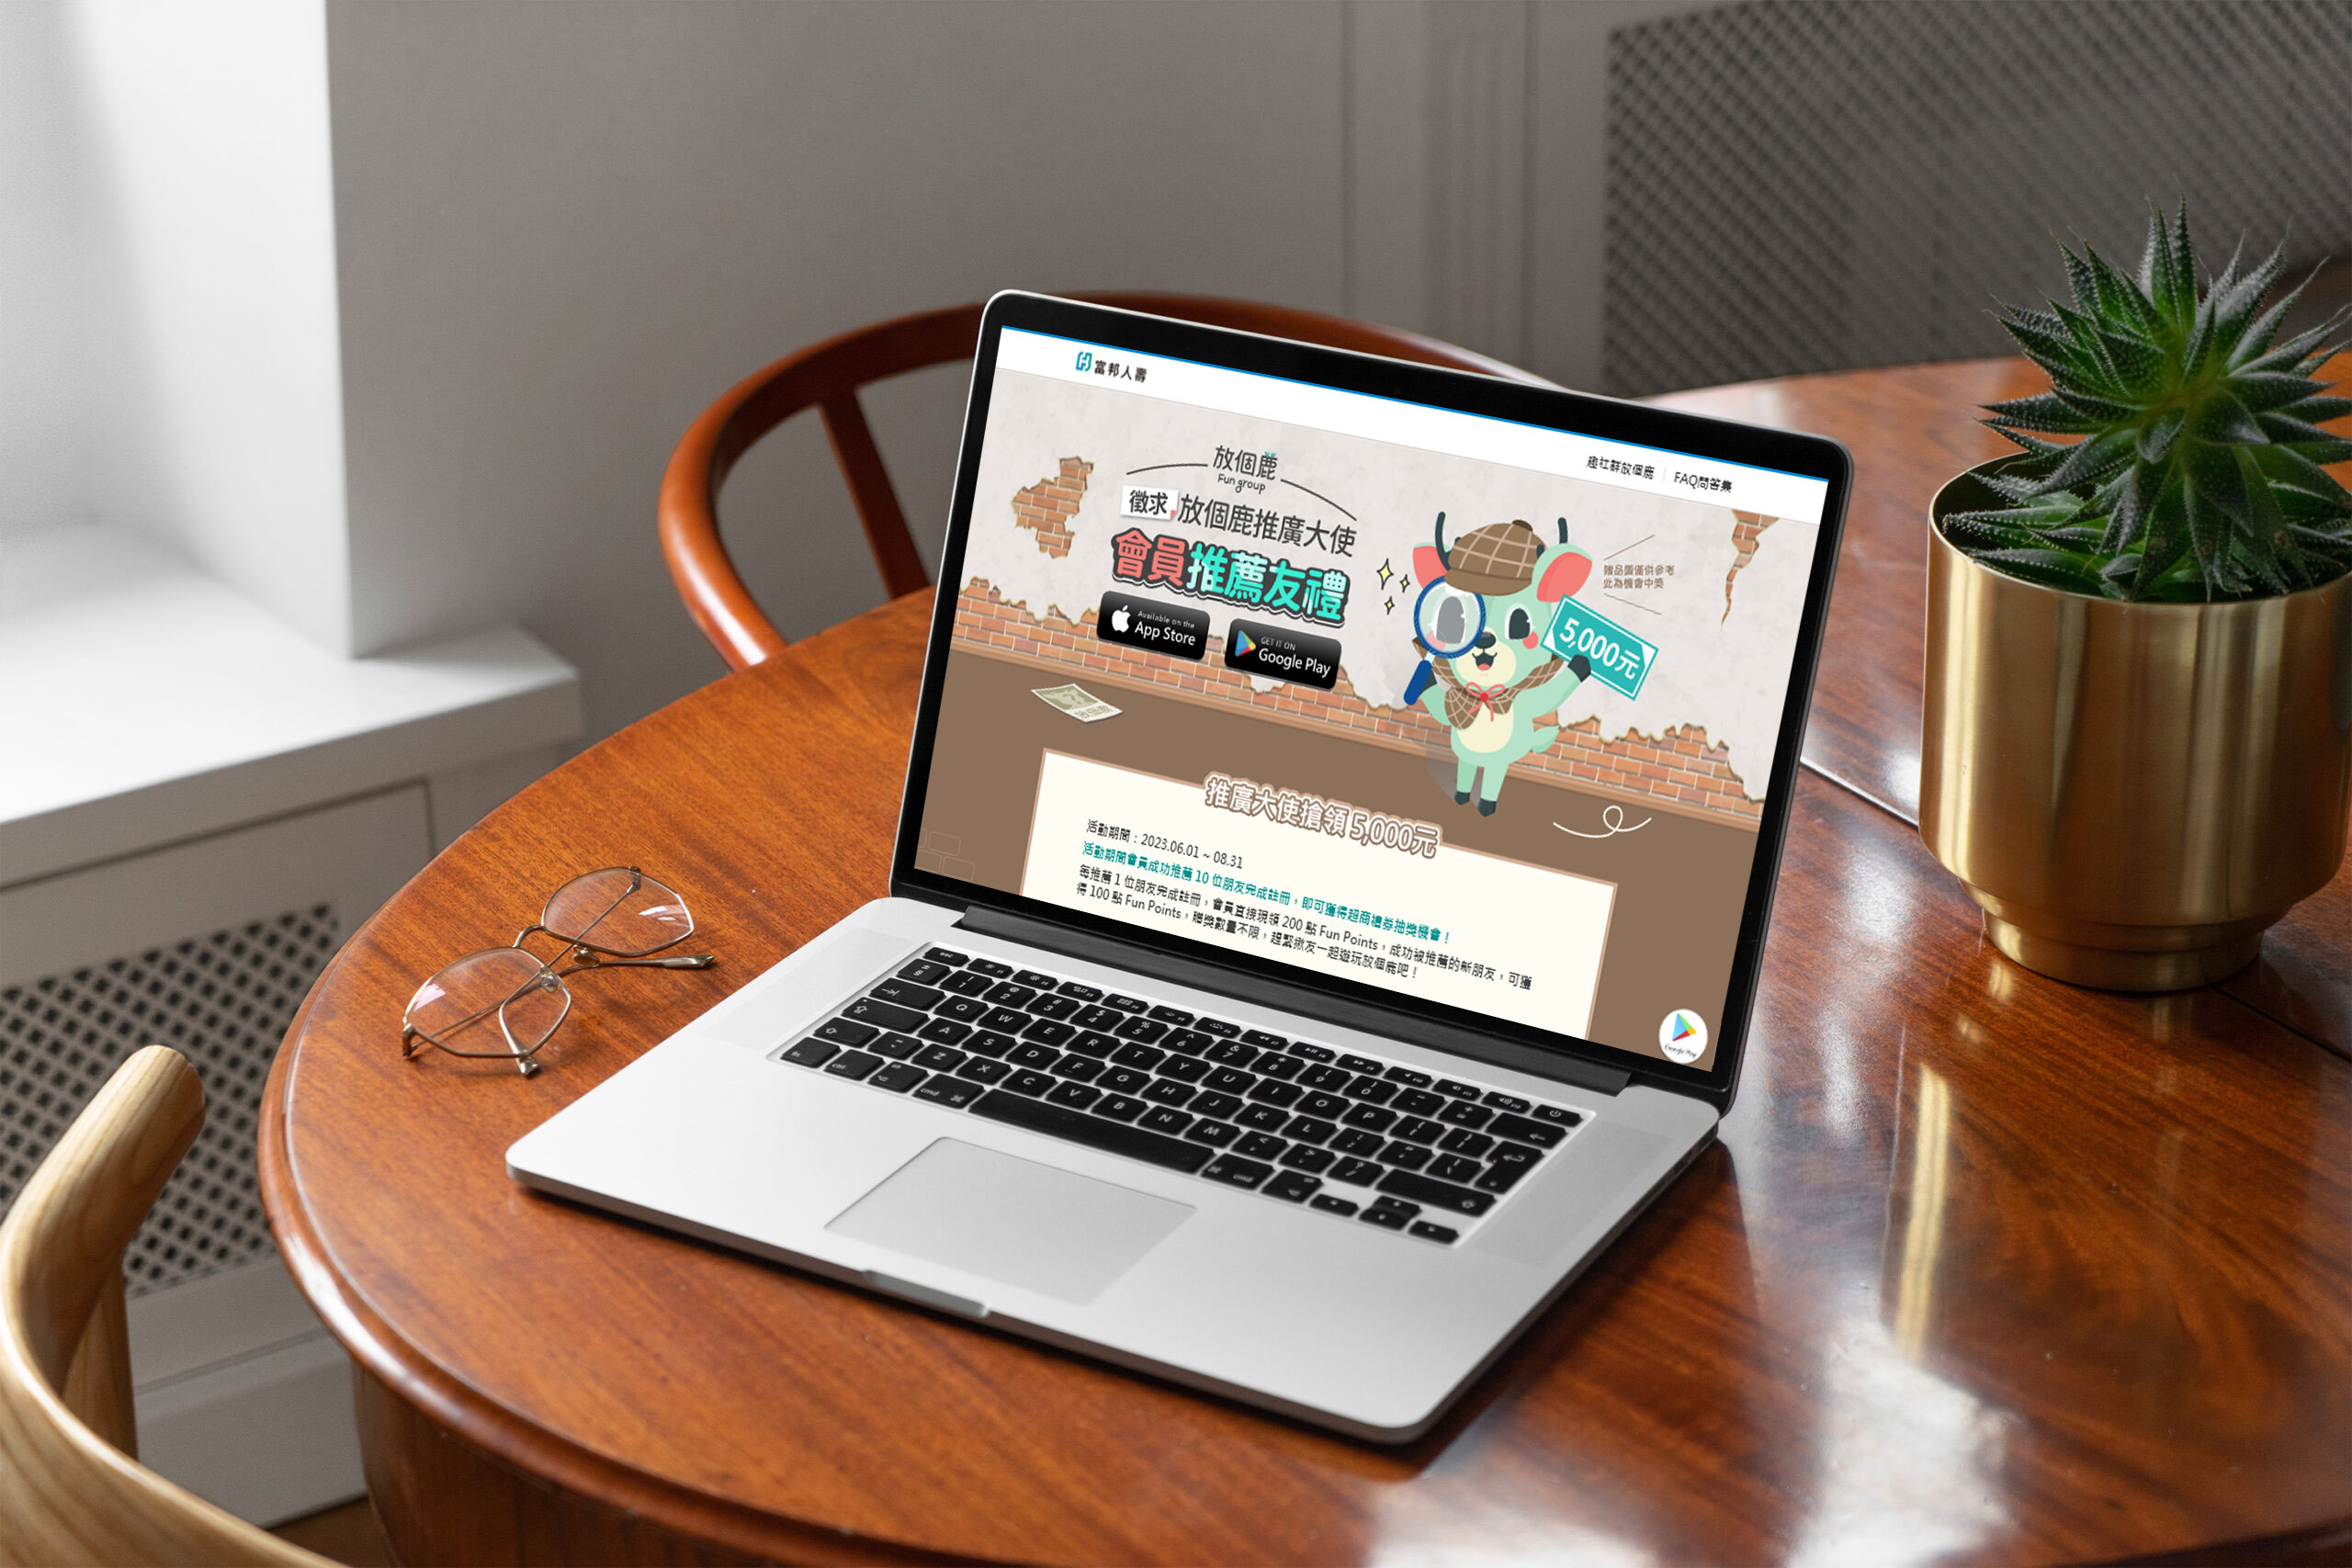 富邦人壽
趣社群放個鹿
FAQ問答集
放個鹿
Fun group
徵求
放個鹿推廣大使
會員推薦友禮
Available on the
App Store
GET IT ON
Google Play
贈品圖僅供參考
此為機會中獎
5,000元
推廣大使搶領 5,000元
活動期間：2023.06.01 ~ 08.31
活動期間會員成功推薦 10 位朋友完成註冊，即可獲得超商禮券抽獎機會！
每推薦 1 位朋友完成註冊，會員直接現領 200 點 Fun Points，成功被推薦的新朋友，可獲
得 100 點 Fun Points，贈獎數量不限，趕緊揪友一起遊玩放個鹿吧！
Google Play
Q W E R T Y U I O P
A S D F G H J K L
Z X C V B N M